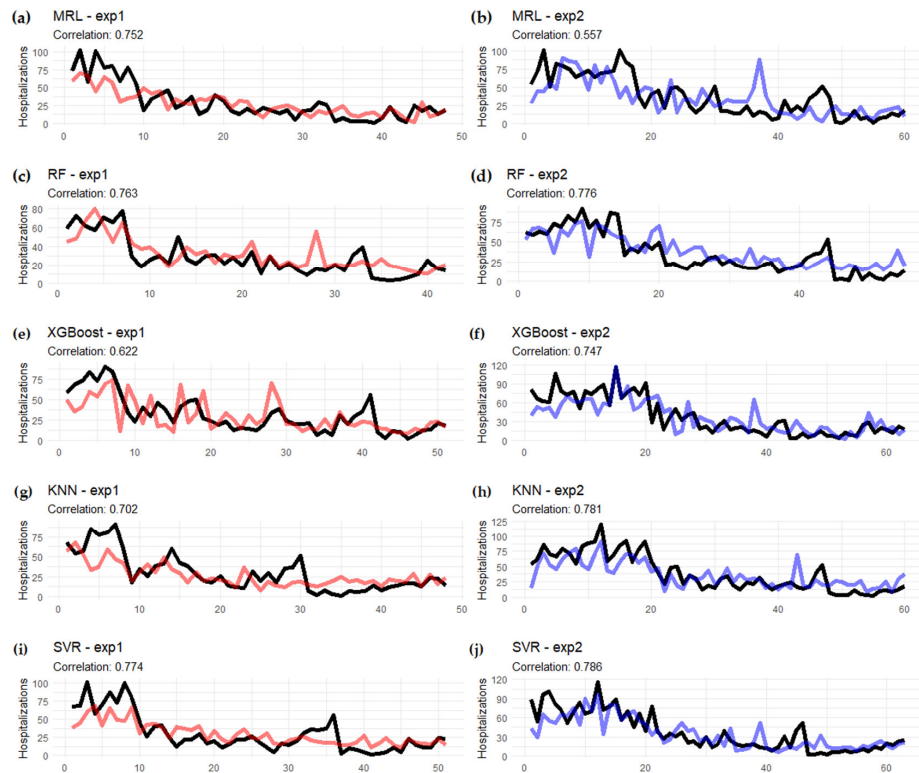 (a) MRL - exp1
Correlation: 0.752
Hospitalizations
100
75
50
25
0
0 10 20 30 40 50
(b) MRL - exp2
Correlation: 0.557
Hospitalizations
100
75
50
25
0
0 20 40 60
(c) RF - exp1
Correlation: 0.763
Hospitalizations
80
60
40
20
0
0 10 20 30 40
(d) RF - exp2
Correlation: 0.776
Hospitalizations
75
50
25
0
0 20 40
(e) XGBoost - exp1
Correlation: 0.622
Hospitalizations
75
50
25
0
0 10 20 30 40 50
(f) XGBoost - exp2
Correlation: 0.747
Hospitalizations
120
90
60
30
0
0 20 40 60
(g) KNN - exp1
Correlation: 0.702
Hospitalizations
75
50
25
0
0 10 20 30 40 50
(h) KNN - exp2
Correlation: 0.781
Hospitalizations
125
100
75
50
25
0
0 20 40 60
(i) SVR - exp1
Correlation: 0.774
Hospitalizations
100
75
50
25
0
0 10 20 30 40 50
(j) SVR - exp2
Correlation: 0.786
Hospitalizations
120
90
60
30
0
0 20 40 60